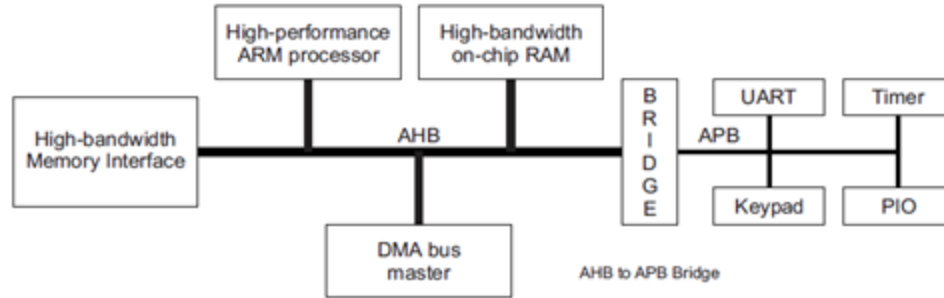 High-performance
ARM processor
High-bandwidth
on-chip RAM
High-bandwidth
Memory Interface
AHB
B
R
I
D
G
E
APB
UART
Timer
Keypad
PIO
DMA bus
master
AHB to APB Bridge